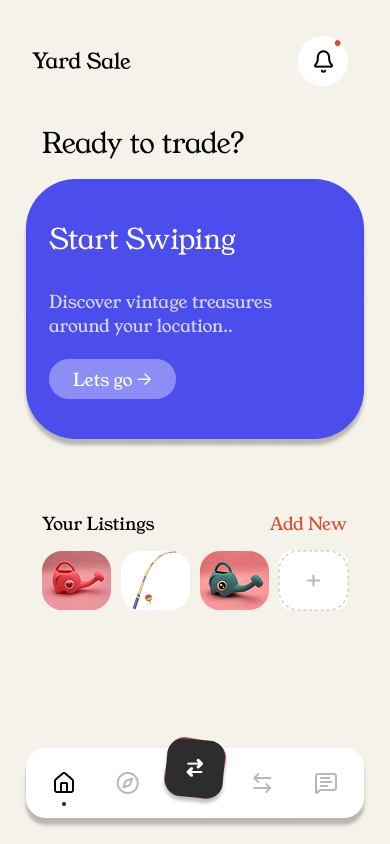 Yard Sale
Ready to trade?
Start Swiping
Discover vintage treasures
around your location..
Lets go →
Your Listings
Add New
+